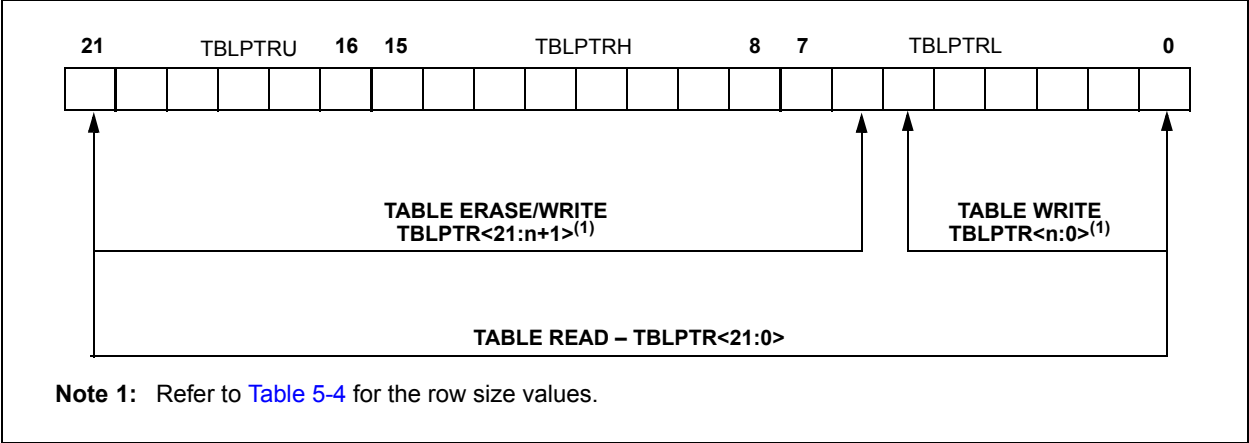 21 TBLPTRU 16 15 TBLPTRH 8 7 TBLPTRL 0
TABLE ERASE/WRITE
TBLPTR<21:n+1>(1)
TABLE WRITE
TBLPTR<n:0>(1)
TABLE READ – TBLPTR<21:0>
Note 1: Refer to Table 5-4 for the row size values.